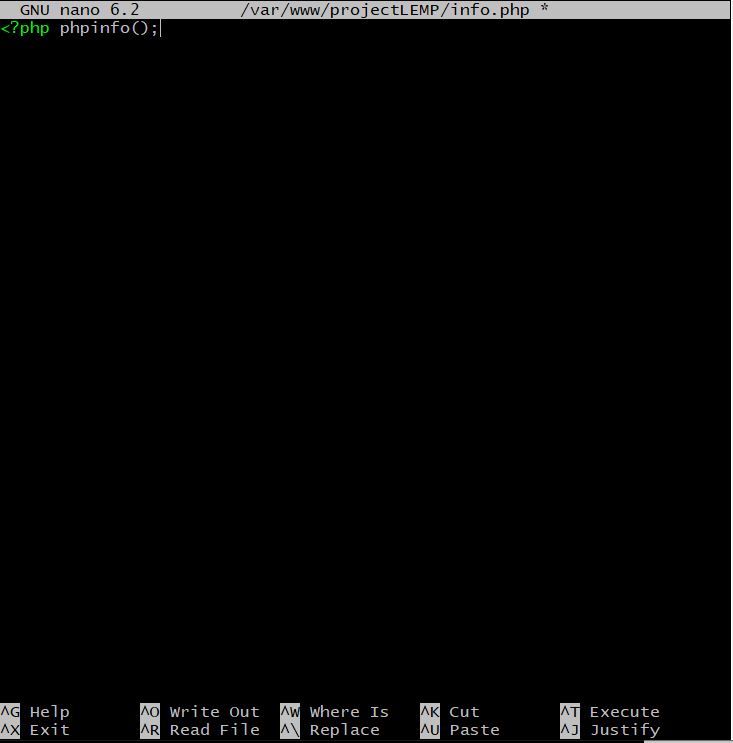 GNU nano 6.2 /var/www/projectLEMP/info.php *
<?php phpinfo();
^G Help ^O Write Out ^W Where Is ^K Cut ^T Execute
^X Exit ^R Read File ^\ Replace ^U Paste ^J Justify